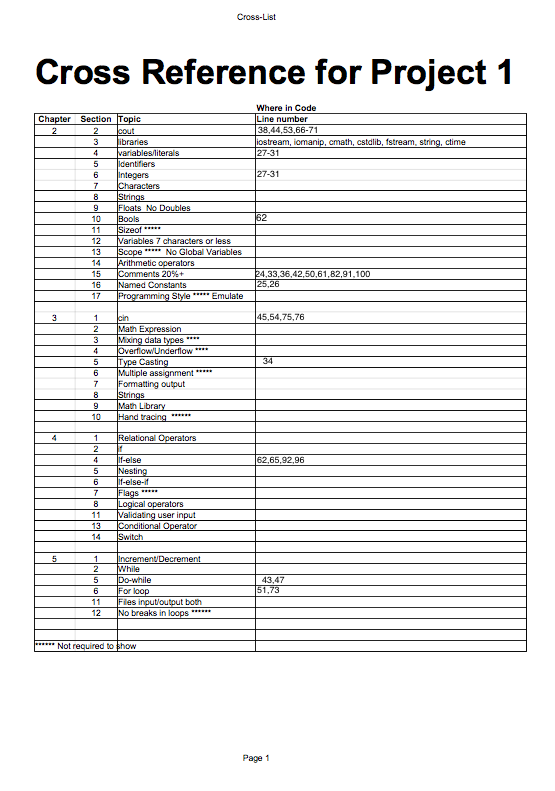 Cross-List
Cross Reference for Project 1
Where in Code
Chapter Section Topic Line number
2 2 cout 38,44,53,66-71
3 libraries iostream, iomanip, cmath, cstdlib, fstream, string, ctime
4 variables/literals 27-31
5 Identifiers
6 Integers 27-31
7 Characters
8 Strings
9 Floats No Doubles
10 Bools 62
11 Sizeof *****
12 Variables 7 characters or less
13 Scope ***** No Global Variables
14 Arithmetic operators
15 Comments 20%+ 24,33,36,42,50,61,82,91,100
16 Named Constants 25,26
17 Programming Style ***** Emulate
3 1 cin 45,54,75,76
2 Math Expression
3 Mixing data types ****
4 Overflow/Underflow ****
5 Type Casting 34
6 Multiple assignment *****
7 Formatting output
8 Strings
9 Math Library
10 Hand tracing ******
4 1 Relational Operators
2 if
4 If-else 62,65,92,96
5 Nesting
6 If-else-if
7 Flags *****
8 Logical operators
11 Validating user input
13 Conditional Operator
14 Switch
5 1 Increment/Decrement
2 While
5 Do-while 43,47
6 For loop 51,73
11 Files input/output both
12 No breaks in loops ******
****** Not required to show
Page 1